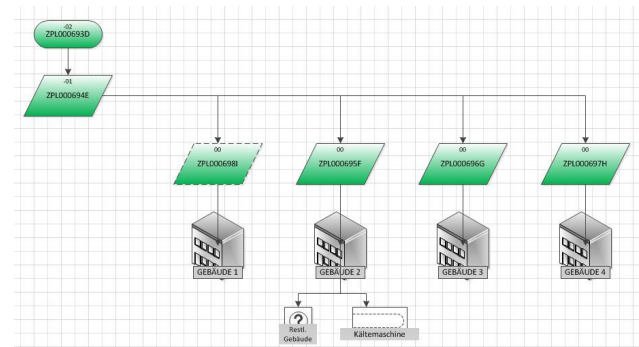 -02
ZPL000693D
-01
ZPL000694E
00
ZPL000698I
00
ZPL000695F
00
ZPL000696G
00
ZPL000697H
GEBÄUDE 1
GEBÄUDE 2
GEBÄUDE 3
GEBÄUDE 4
?
Restl.
Gebäude
Kältemaschine